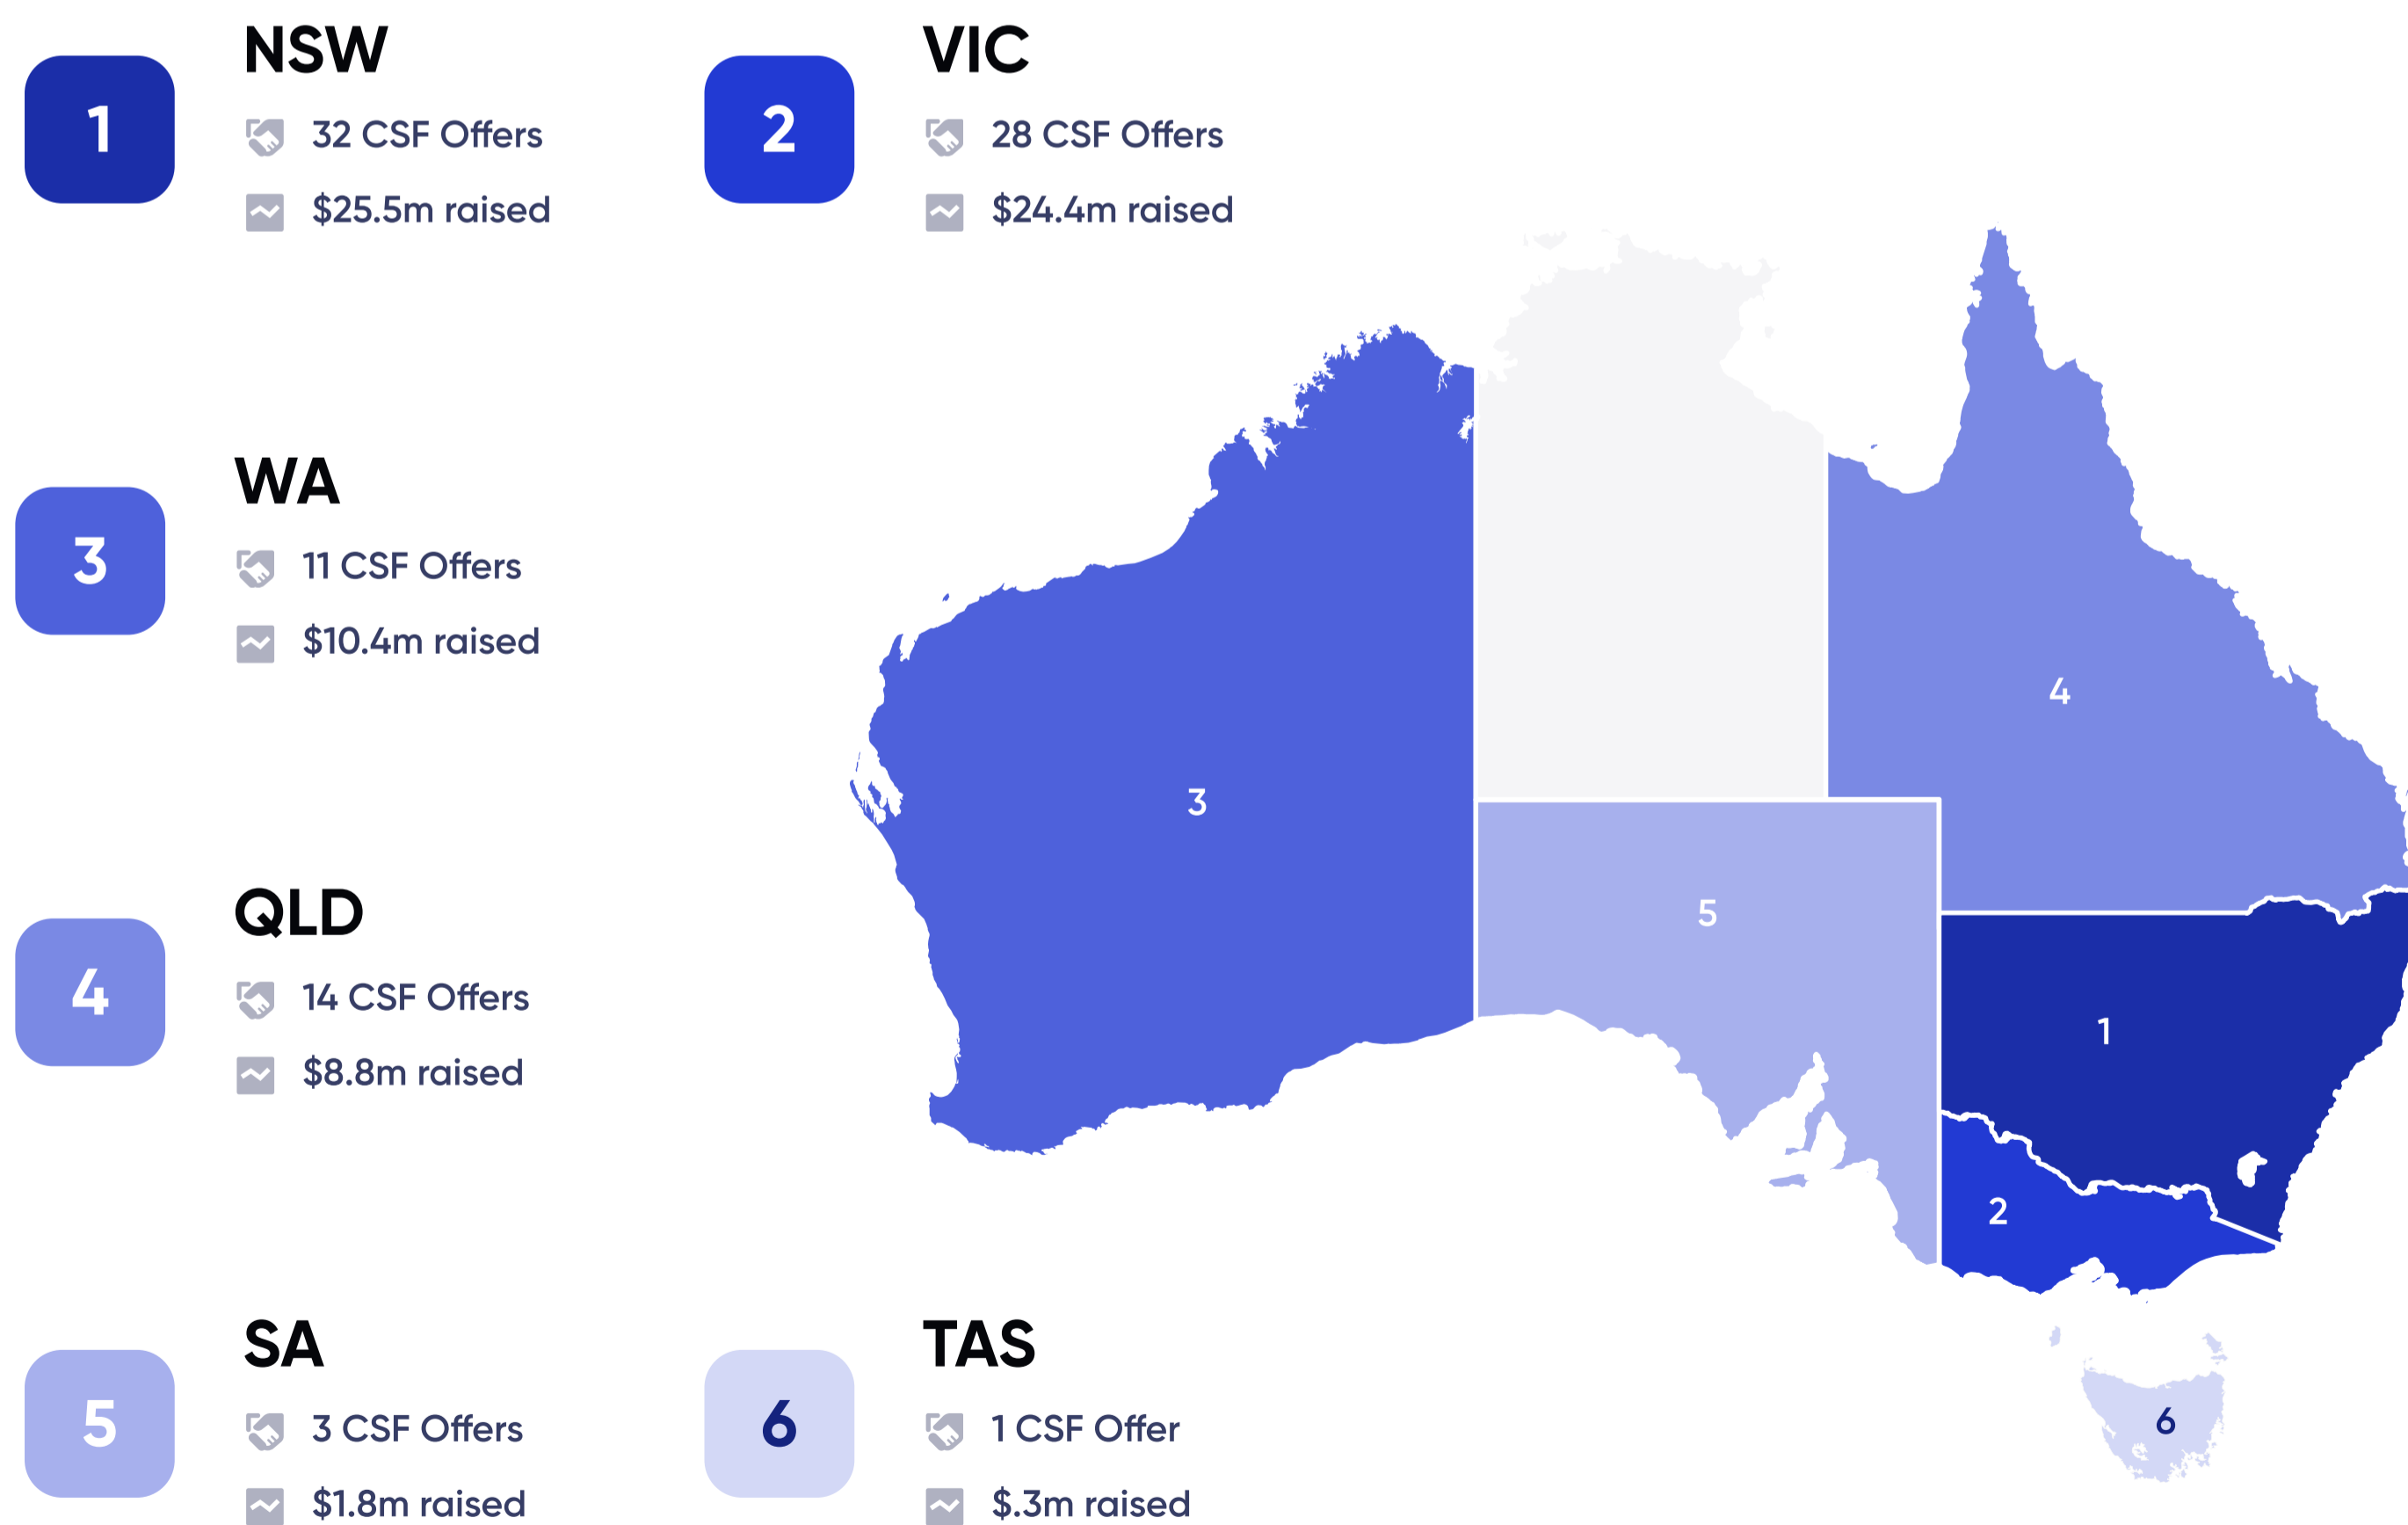 NSW
1
32 CSF Offers
$25.5m raised
VIC
2
28 CSF Offers
$24.4m raised
WA
3
11 CSF Offers
$10.4m raised
QLD
4
14 CSF Offers
$8.8m raised
SA
5
3 CSF Offers
$1.8m raised
TAS
6
1 CSF Offer
$.3m raised
4
3
5
1
2
6